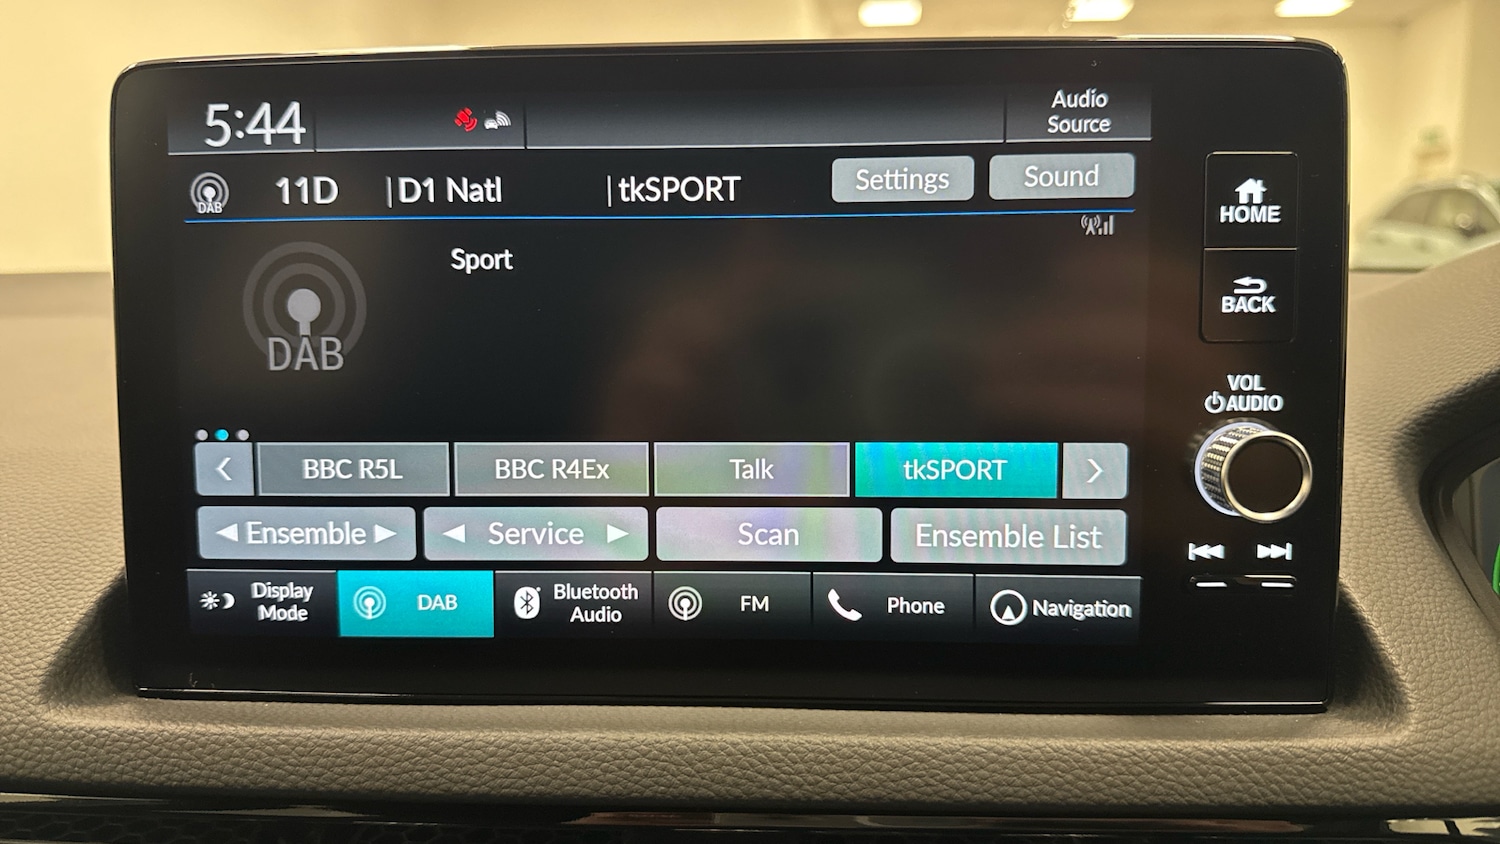 5:44
Audio
Source
DAB
11D |D1 Natl |tkSPORT
Settings
Sound
HOME
Sport
DAB
BACK
VOL
AUDIO
BBC R5L
BBC R4Ex
Talk
tkSPORT
Ensemble
Service
Scan
Ensemble List
Display
Mode
DAB
Bluetooth
Audio
FM
Phone
Navigation